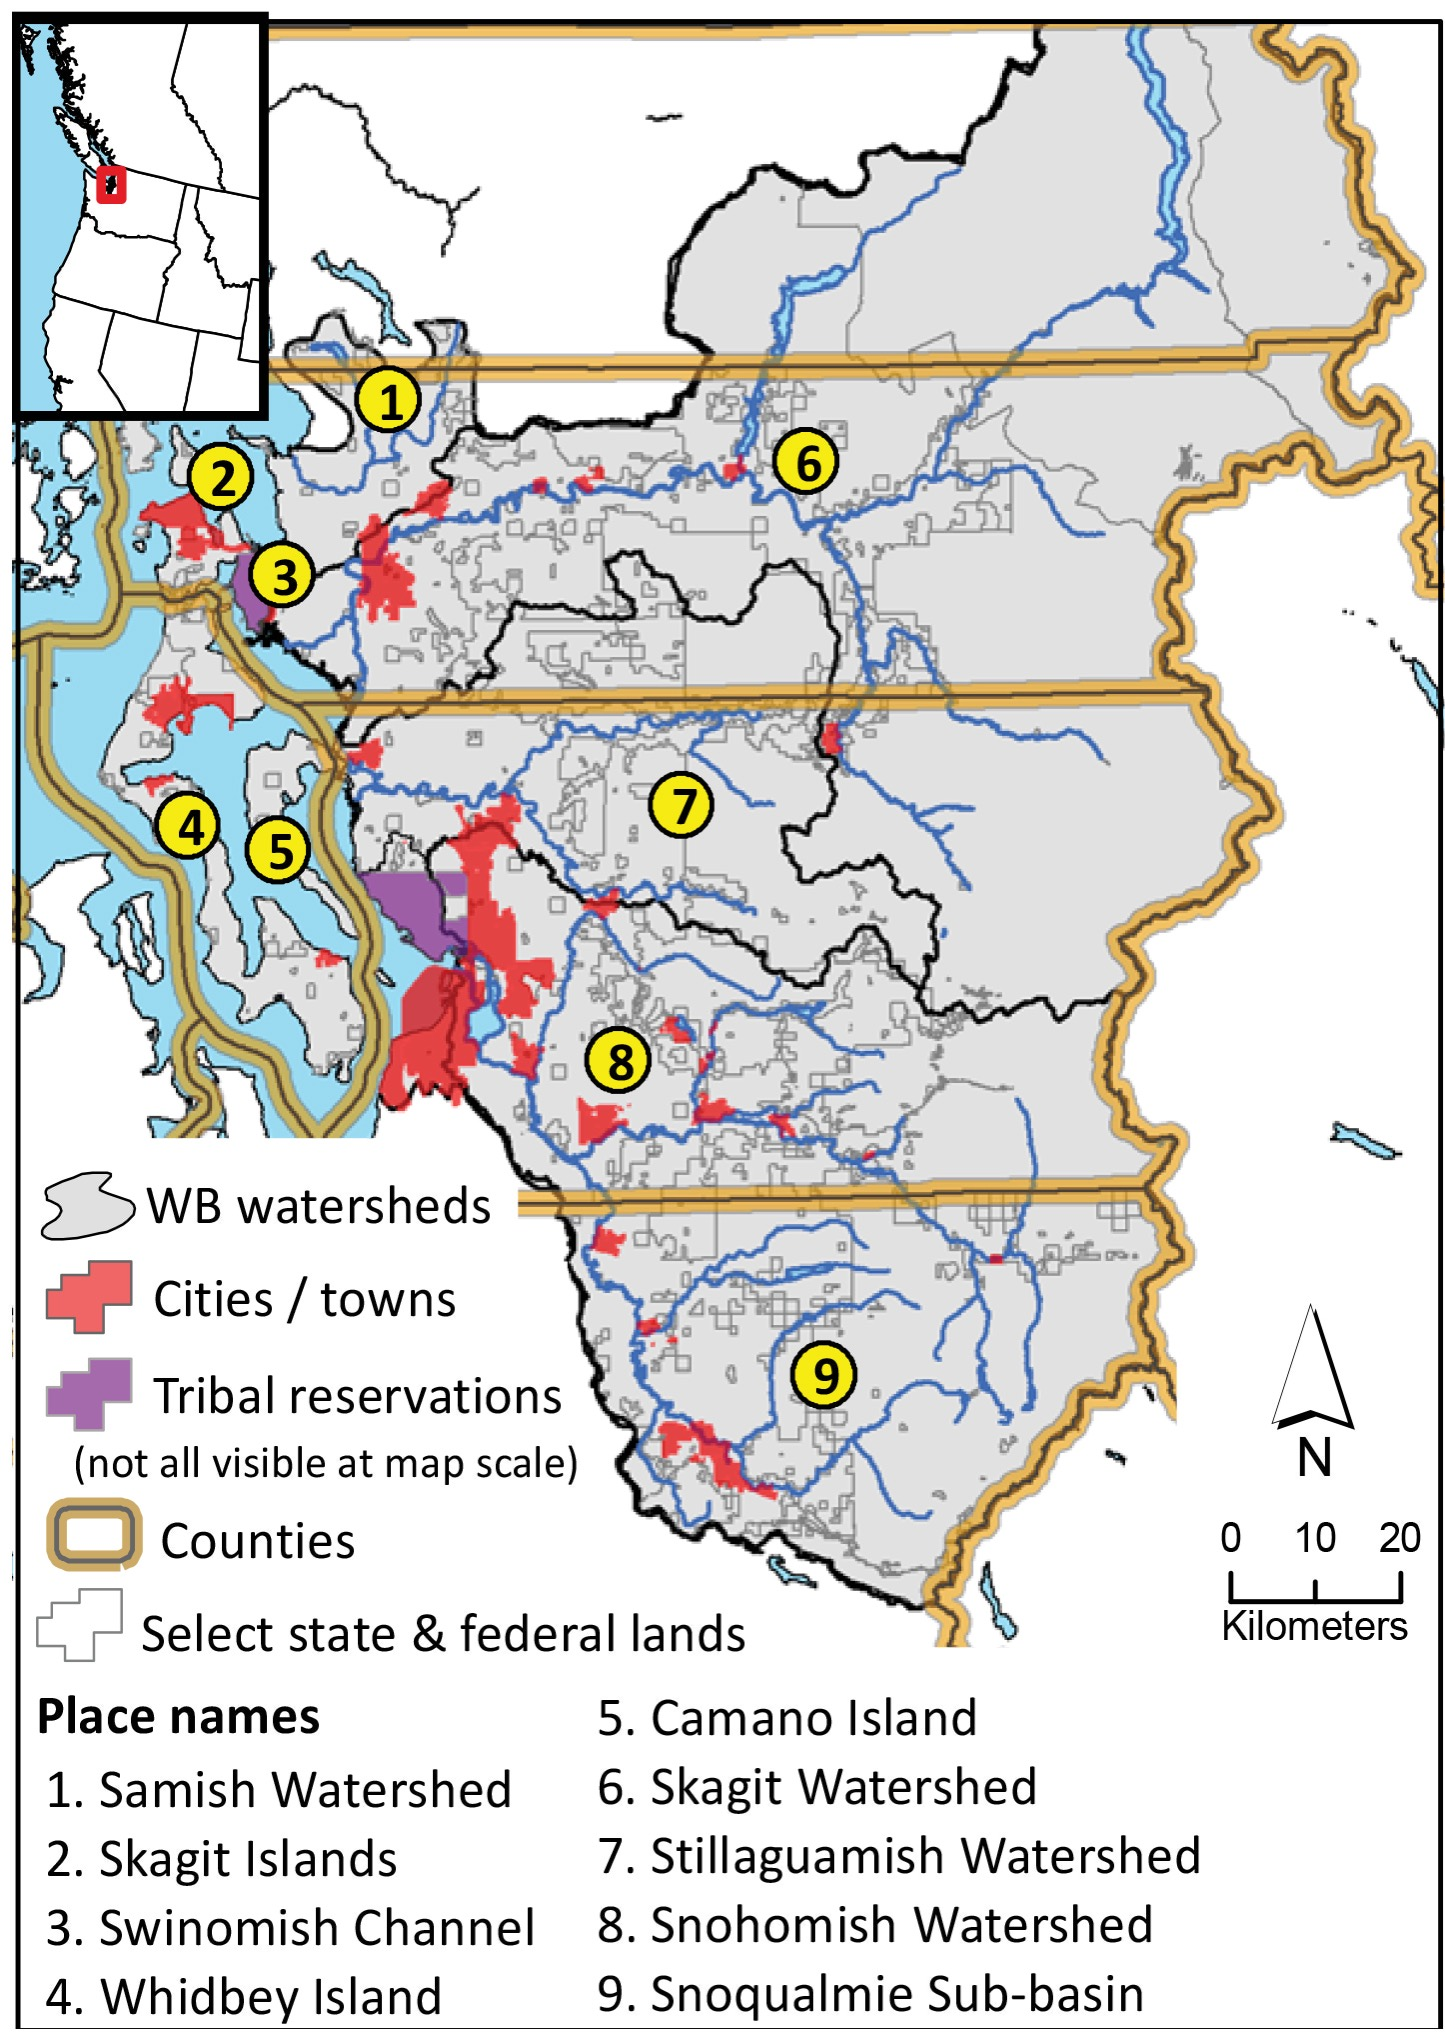 1
2
6
3
7
4
5
8
9
WB watersheds
Cities / towns
Tribal reservations
(not all visible at map scale)
Counties
Select state & federal lands
N
0 10 20
Kilometers
Place names
1. Samish Watershed
2. Skagit Islands
3. Swinomish Channel
4. Whidbey Island
5. Camano Island
6. Skagit Watershed
7. Stillaguamish Watershed
8. Snohomish Watershed
9. Snoqualmie Sub-basin